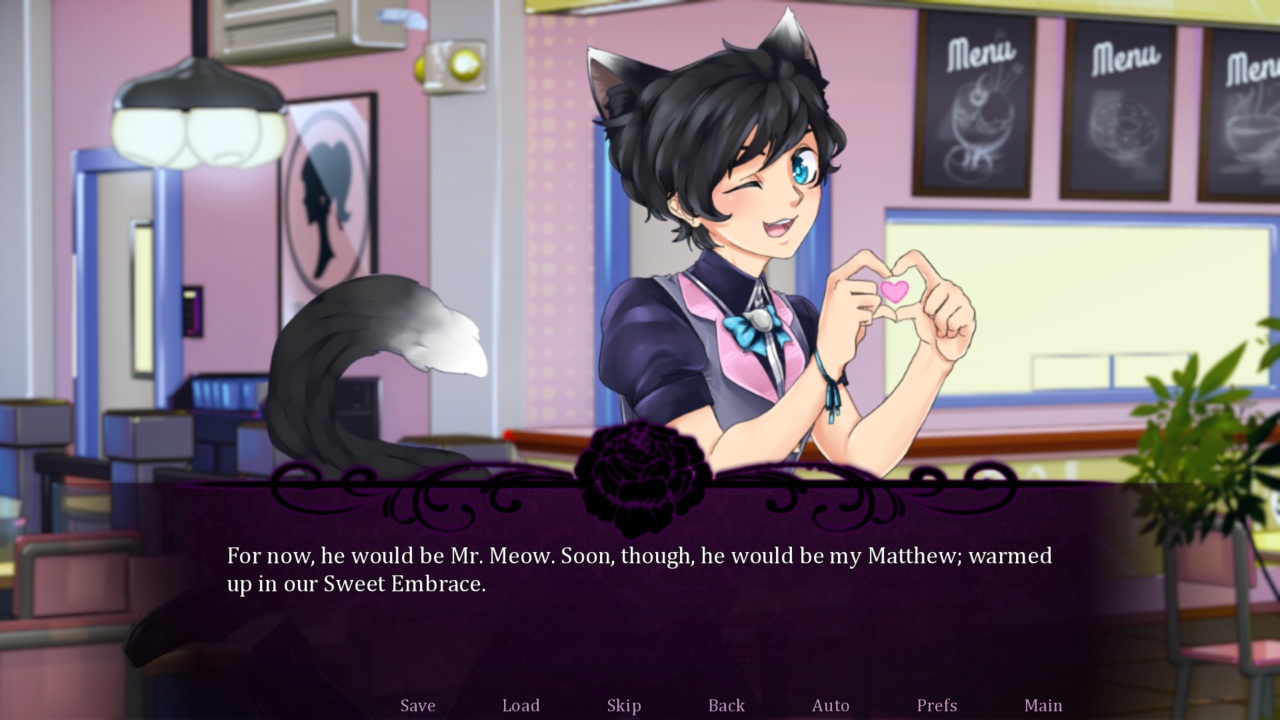 Menu
Menu
Menu
For now, he would be Mr. Meow. Soon, though, he would be my Matthew; warmed
up in our Sweet Embrace.
Save
Load
Skip
Back
Auto
Prefs
Main